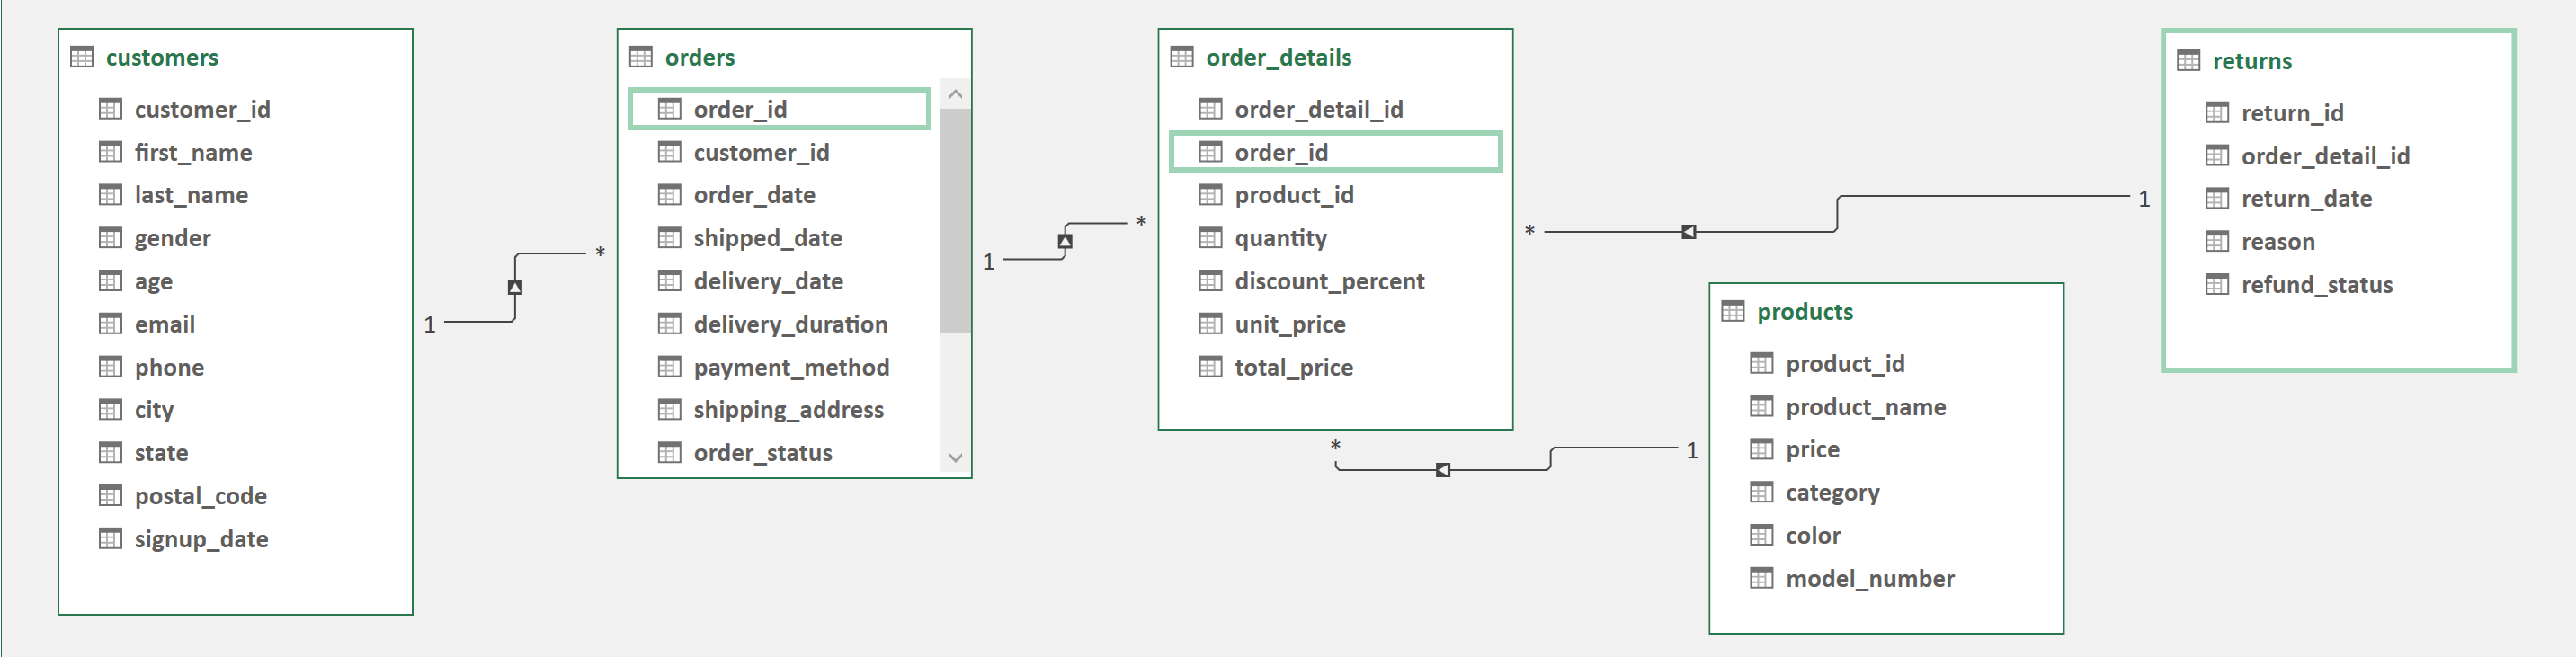 customers
customer_id
first_name
last_name
gender
age
email
phone
city
state
postal_code
signup_date
1
*
orders
order_id
customer_id
order_date
shipped_date
delivery_date
delivery_duration
payment_method
shipping_address
order_status
1
*
order_details
order_detail_id
order_id
product_id
quantity
discount_percent
unit_price
total_price
*
1
*
1
products
product_id
product_name
price
category
color
model_number
returns
return_id
order_detail_id
return_date
reason
refund_status